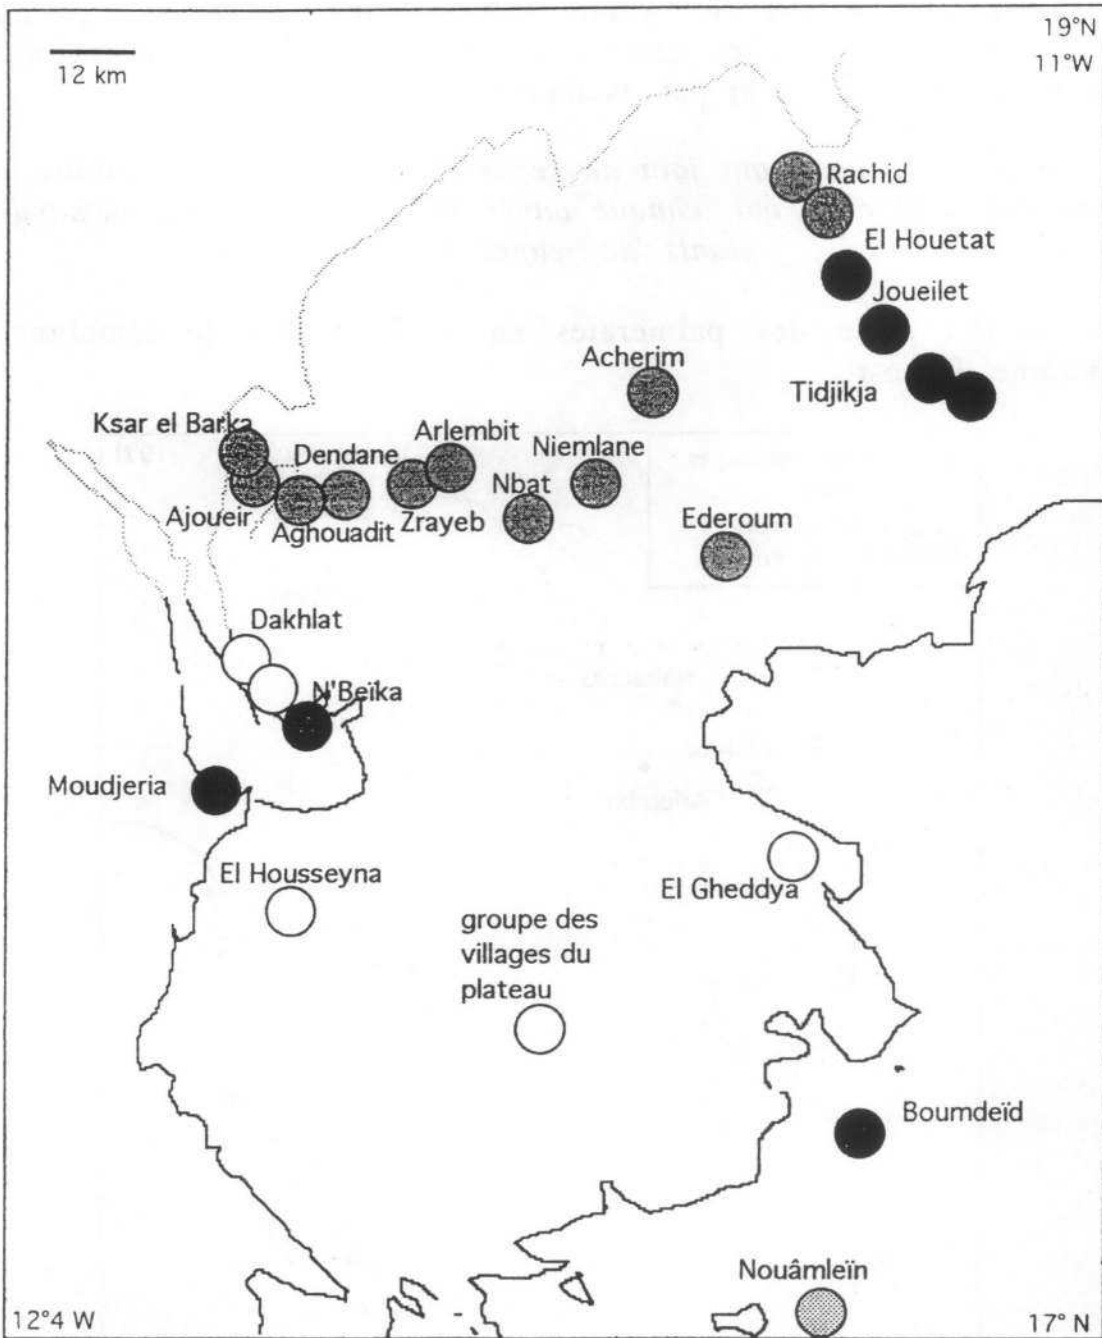 19°N
11°W
12 km
Rachid
El Houetat
Joueilet
Acherim
Tidjikja
Ksar el Barka
Arlembit
Dendane
Niemlane
Nbat
Ajoueir
Zrayeb
Aghouadit
Ederoum
Dakhlat
N'Beïka
Moudjeria
El Housseyna
El Gheddya
groupe des
villages du
plateau
Boumdeïd
Nouâmleïn
12°4 W
17° N